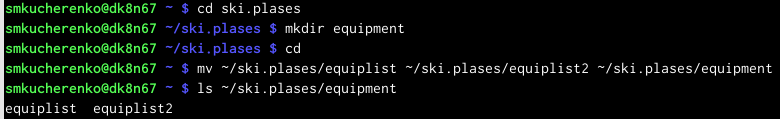 smkucherenko@dk8n67 ~ $ cd ski.plases
smkucherenko@dk8n67 ~/ski.plases $ mkdir equipment
smkucherenko@dk8n67 ~/ski.plases $ cd
smkucherenko@dk8n67 ~ $ mv ~/ski.plases/equiplist ~/ski.plases/equiplist2 ~/ski.plases/equipment
smkucherenko@dk8n67 ~ $ ls ~/ski.plases/equipment
equiplist  equiplist2